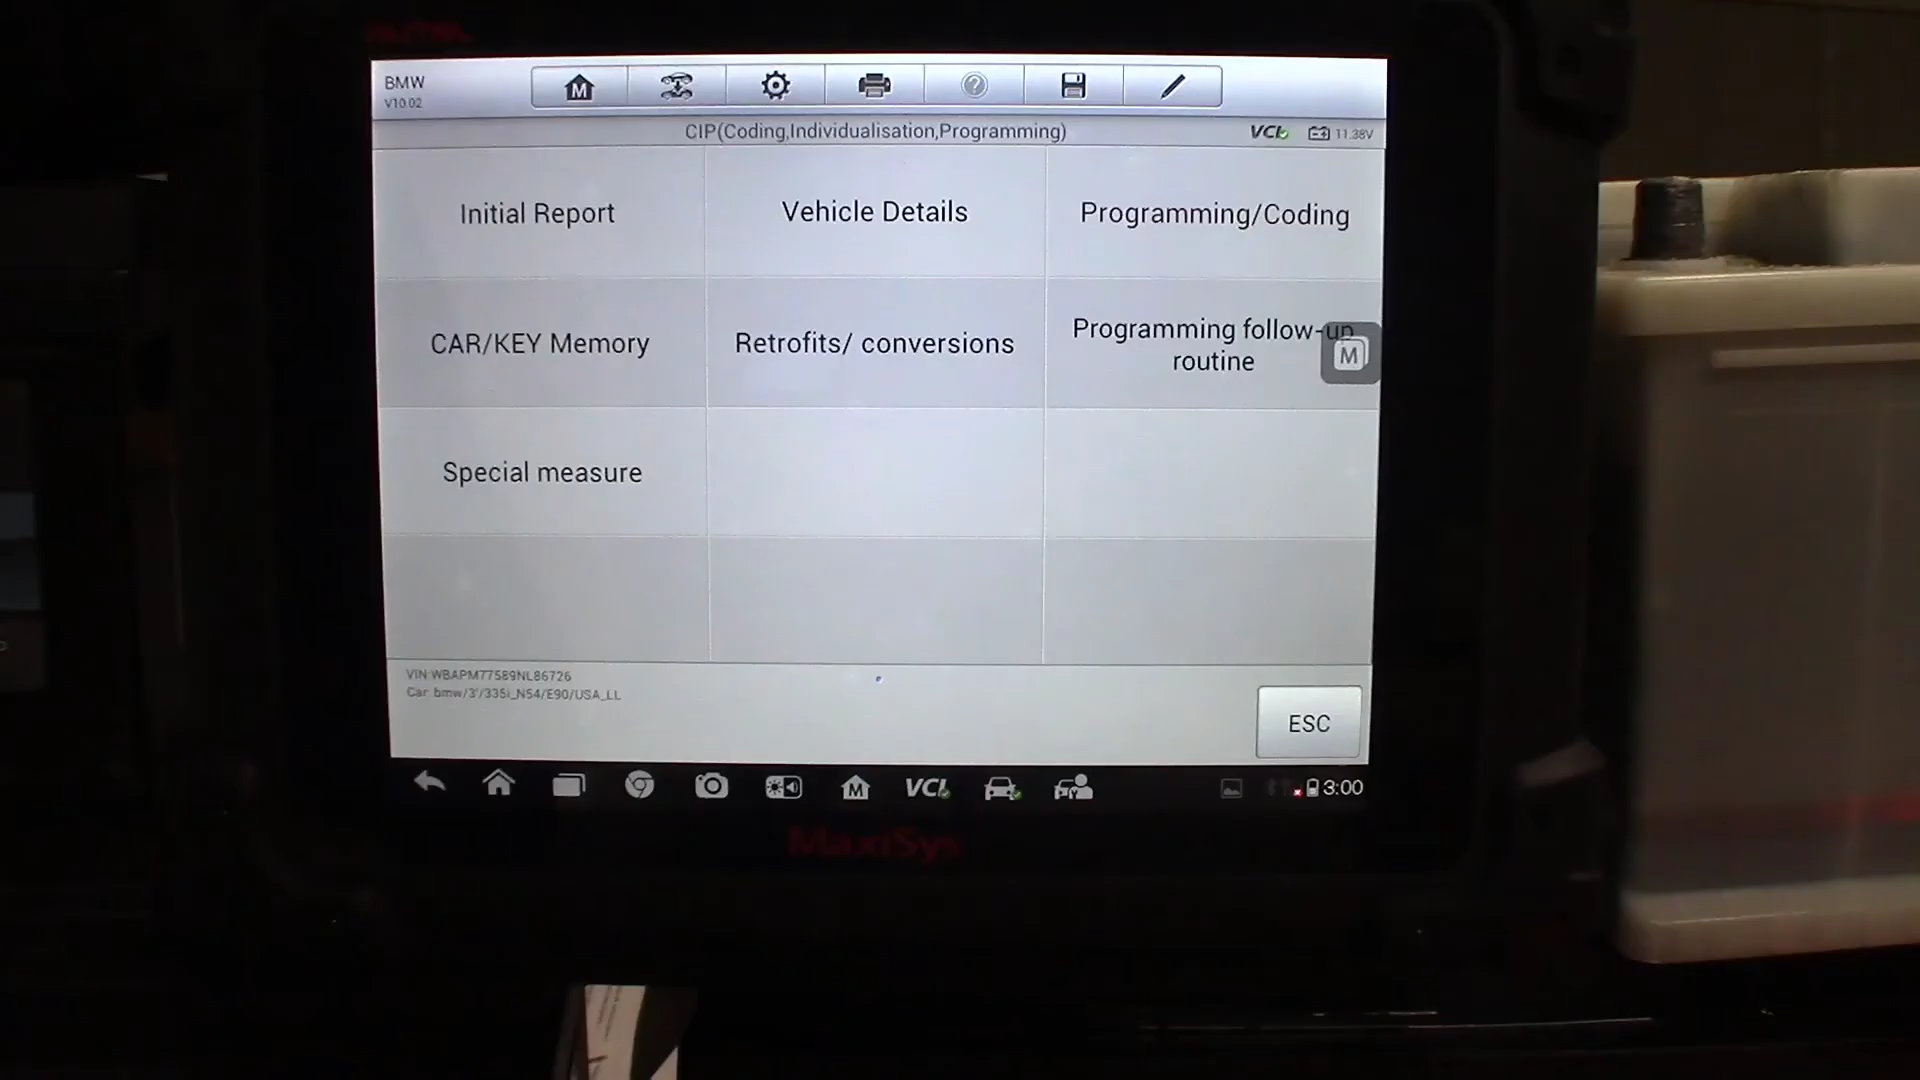 AUTEL
BMW
V10.02
M
?
CIP(Coding,Individualisation,Programming)
VCI
11.38V
Initial Report
Vehicle Details
Programming/Coding
CAR/KEY Memory
Retrofits/ conversions
Programming follow-up
routine
M
Special measure
VIN:WBAPM77589NL86726
Car: bmw/3'/335i_N54/E90/USA_LL
ESC
M
VCI
3:00
MaxiSys